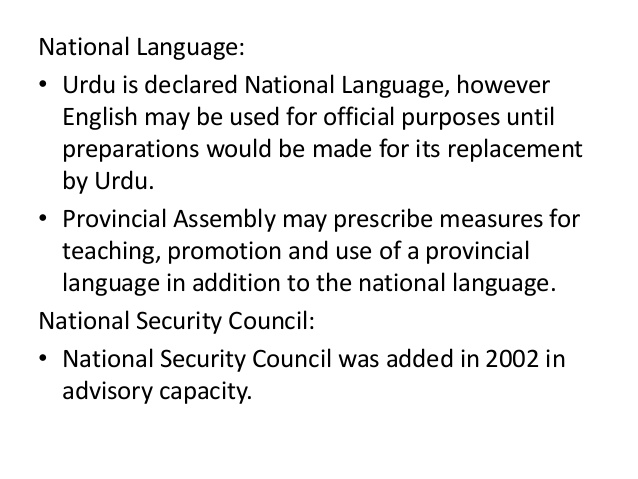 National Language:
• Urdu is declared National Language, however
English may be used for official purposes until
preparations would be made for its replacement
by Urdu.
• Provincial Assembly may prescribe measures for
teaching, promotion and use of a provincial
language in addition to the national language.
National Security Council:
• National Security Council was added in 2002 in
advisory capacity.